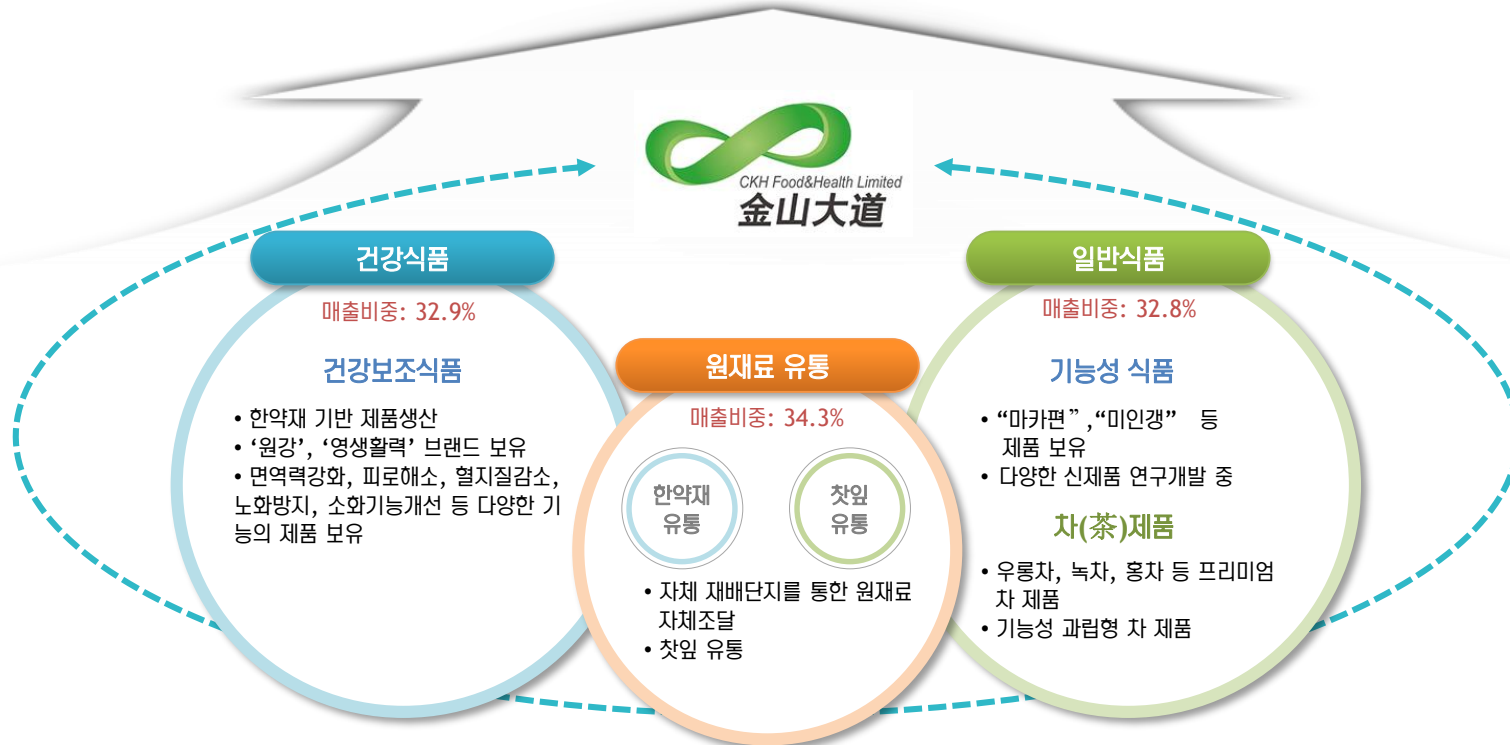 CKH Food&Health Limited
金山大道
건강식품
매출비중: 32.9%
건강보조식품
• 한약재 기반 제품생산
• ‘원강’, ‘영생활력’ 브랜드 보유
• 면역력강화, 피로해소, 혈지질감소,
노화방지, 소화기능개선 등 다양한 기
능의 제품 보유
원재료 유통
매출비중: 34.3%
한약재
유통
찻잎
유통
• 자체 재배단지를 통한 원재료
자체조달
• 찻잎 유통
일반식품
매출비중: 32.8%
기능성 식품
• “마카편”,“미인갱” 등
제품 보유
• 다양한 신제품 연구개발 중
차(茶)제품
• 우롱차, 녹차, 홍차 등 프리미엄
차 제품
• 기능성 과립형 차 제품